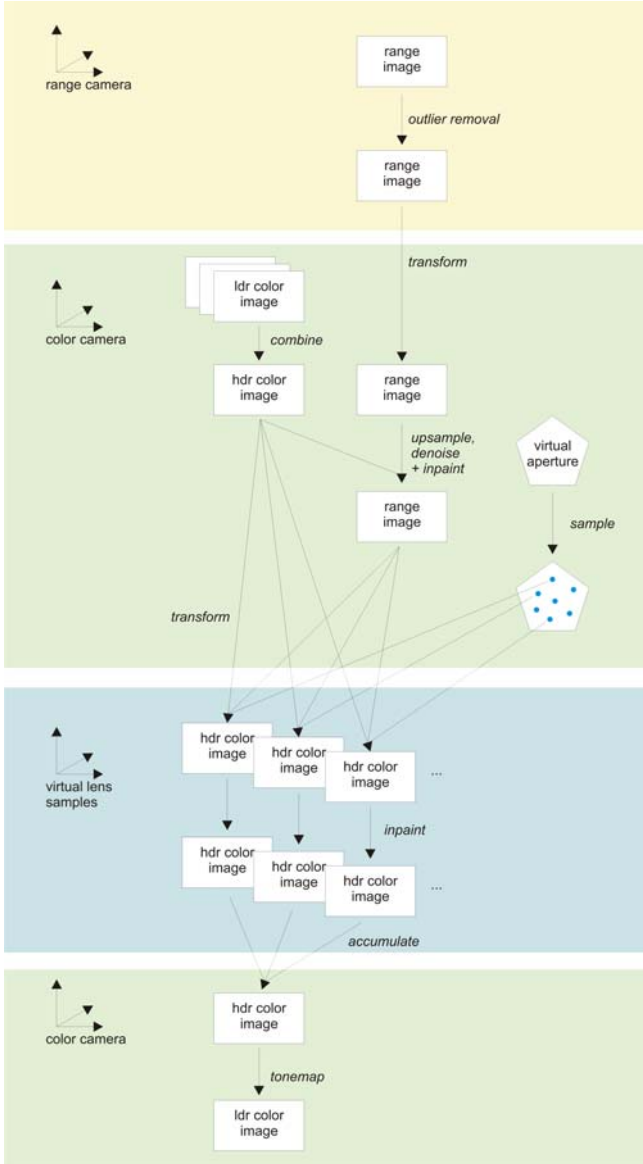 range camera
range
image
outlier removal
range
image
transform
color camera
ldr color
image
combine
hdr color
image
range
image
upsample,
denoise
+ inpaint
virtual
aperture
range
image
sample
transform
virtual lens
samples
hdr color
image
hdr color
image
hdr color
image
...
inpaint
hdr color
image
hdr color
image
hdr color
image
...
accumulate
color camera
hdr color
image
tonemap
ldr color
image